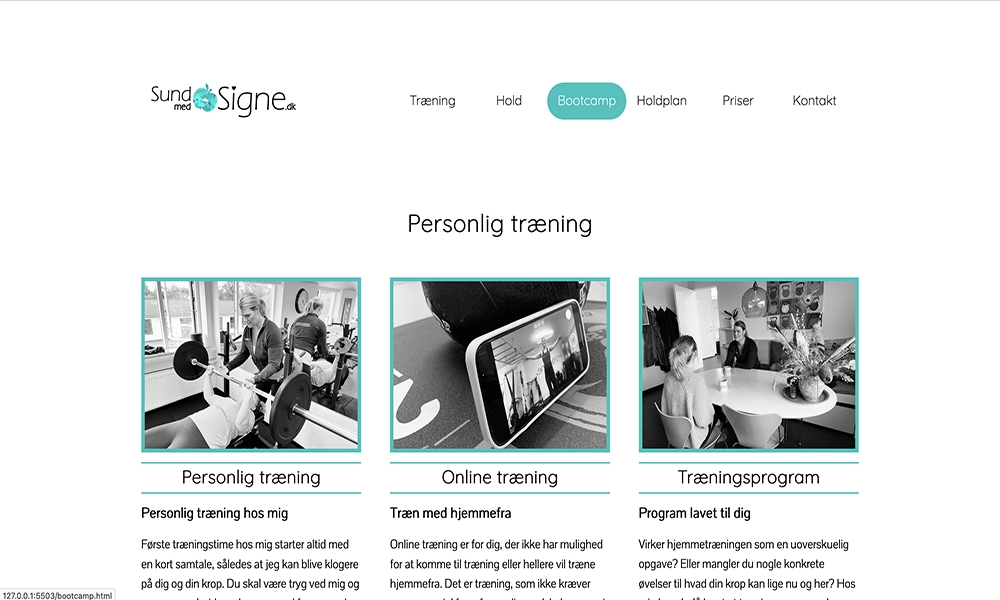 Sund med Signe.dk
Træning Hold Bootcamp Holdplan Priser Kontakt
Personlig træning
Personlig træning
Personlig træning hos mig
Første træningstime hos mig starter altid med
en kort samtale, således at jeg kan blive klogere
på dig og din krop. Du skal være tryg ved mig og
Online træning
Træn med hjemmefra
Online træning er for dig, der ikke har mulighed
for at komme til træning eller hellere vil træne
hjemmefra. Det er træning, som ikke kræver
Træningsprogram
Program lavet til dig
Virker hjemmetræningen som en uoverskuelig
opgave? Eller mangler du nogle konkrete
øvelser til hvad din krop kan lige nu og her? Hos
127.0.0.1:5503/bootcamp.html